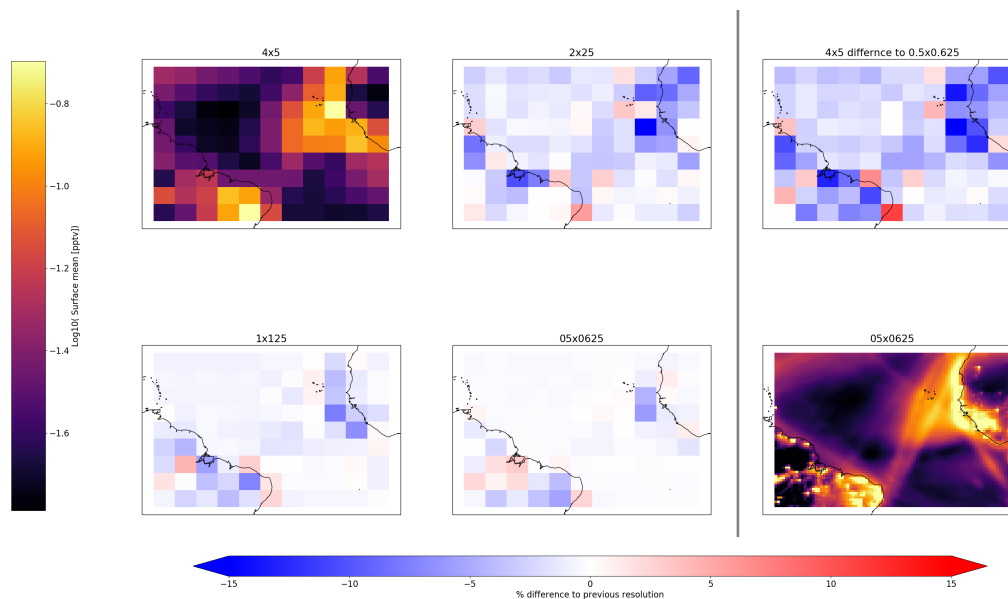 4x5
2x25
4x5 differnce to 0.5x0.625
−0.8
−1.0
−1.2
−1.4
−1.6
Log10( Surface mean [pptv])
1x125
05x0625
05x0625
−15
−10
−5
0
5
10
15
% difference to previous resolution